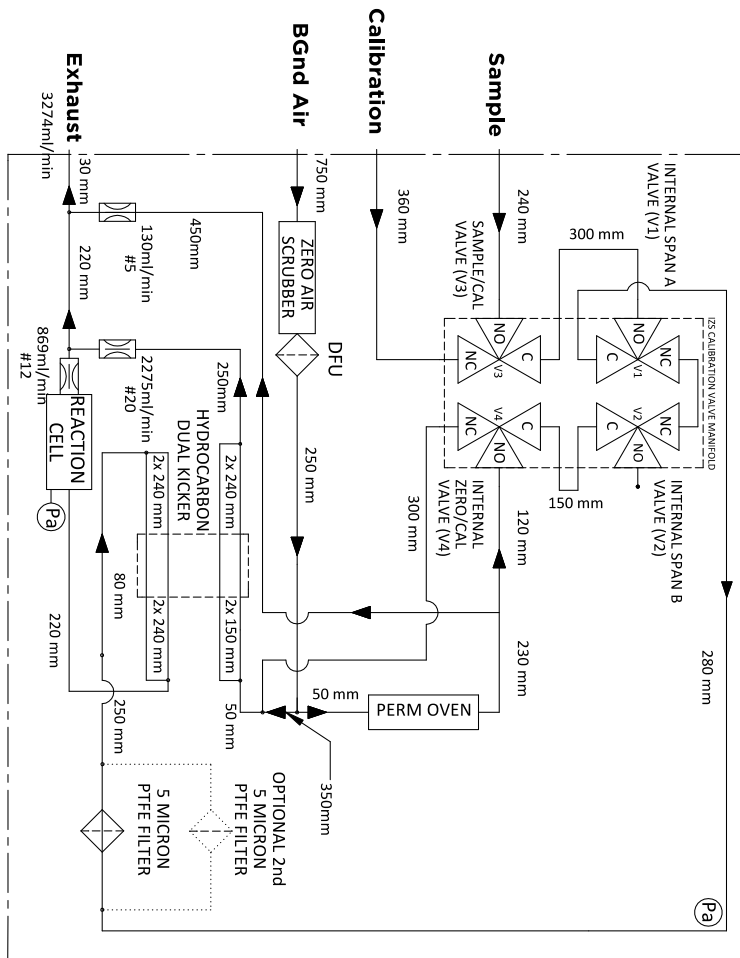 Exhaust
BGnd Air
Calibration
Sample
3274ml/min
30 mm
750 mm
360 mm
240 mm
INTERNAL SPAN A
VALVE (V1)
300 mm
SAMPLE/CAL
VALVE (V3)
450mm
130ml/min
#5
220 mm
ZERO AIR
SCRUBBER
DFU
IZS CALIBRATION VALVE MANIFOLD
NO
NC
C
V1
NO
C
NC
V3
NC
C
NO
V2
C
NC
NO
V4
869ml/min
#12
2275ml/min
#20
250mm
REACTION
CELL
Pa
HYDROCARBON
DUAL KICKER
2x 240 mm
2x 240 mm
250 mm
300 mm
INTERNAL
ZERO/CAL
VALVE (V4)
120 mm
150 mm
INTERNAL SPAN B
VALVE (V2)
80 mm
2x 240 mm
2x 150 mm
220 mm
250 mm
50 mm
50 mm
PERM OVEN
230 mm
280 mm
350mm
5 MICRON
PTFE FILTER
OPTIONAL 2nd
5 MICRON
PTFE FILTER
Pa